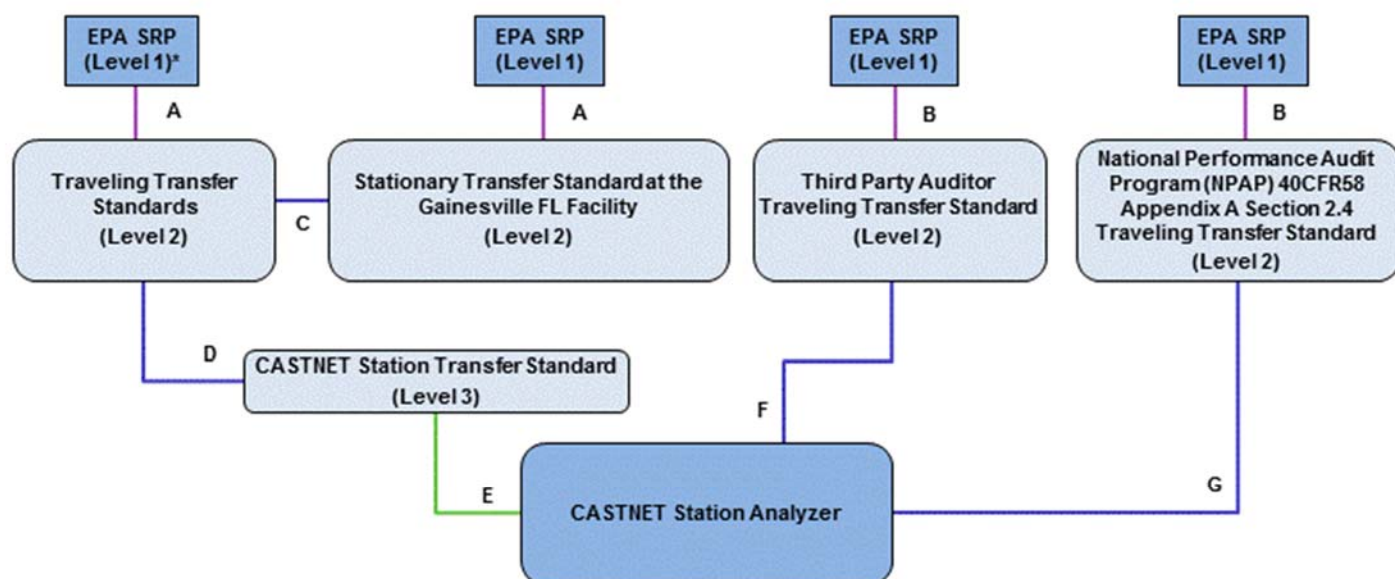 EPA SRP
(Level 1)*
EPA SRP
(Level 1)
EPA SRP
(Level 1)
EPA SRP
(Level 1)
A
A
B
B
Traveling Transfer
Standards
(Level 2)
C
Stationary Transfer Standard at the
Gainesville FL Facility
(Level 2)
Third Party Auditor
Traveling Transfer Standard
(Level 2)
National Performance Audit
Program (NPAP) 40CFR58
Appendix A Section 2.4
Traveling Transfer Standard
(Level 2)
D
CASTNET Station Transfer Standard
(Level 3)
F
E
G
CASTNET Station Analyzer